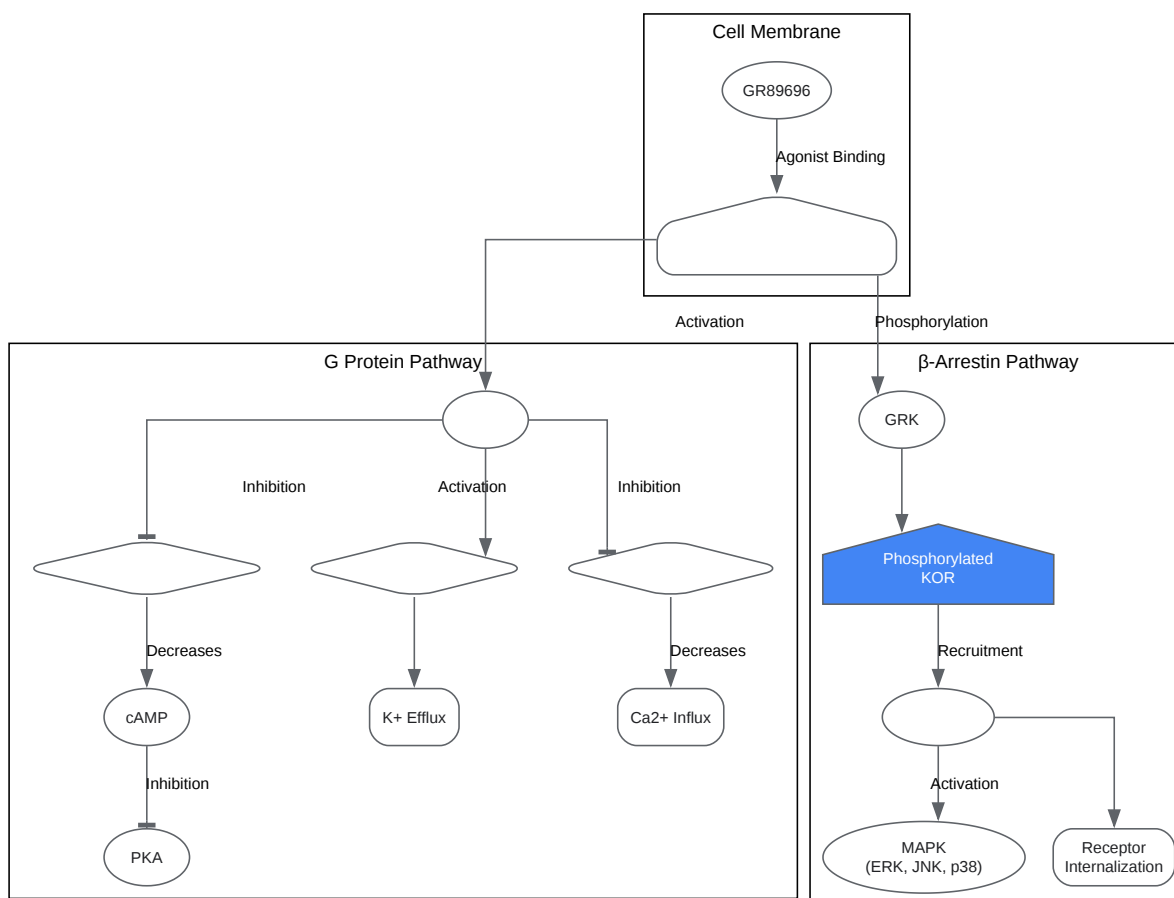 Cell Membrane
GR89696
Agonist Binding
Activation
Phosphorylation
G Protein Pathway
β-Arrestin Pathway
GRK
Inhibition
Activation
Inhibition
Phosphorylated
KOR
Decreases
Decreases
Recruitment
cAMP
K+ Efflux
Ca2+ Influx
Inhibition
Activation
PKA
MAPK
(ERK, JNK, p38)
Receptor
Internalization